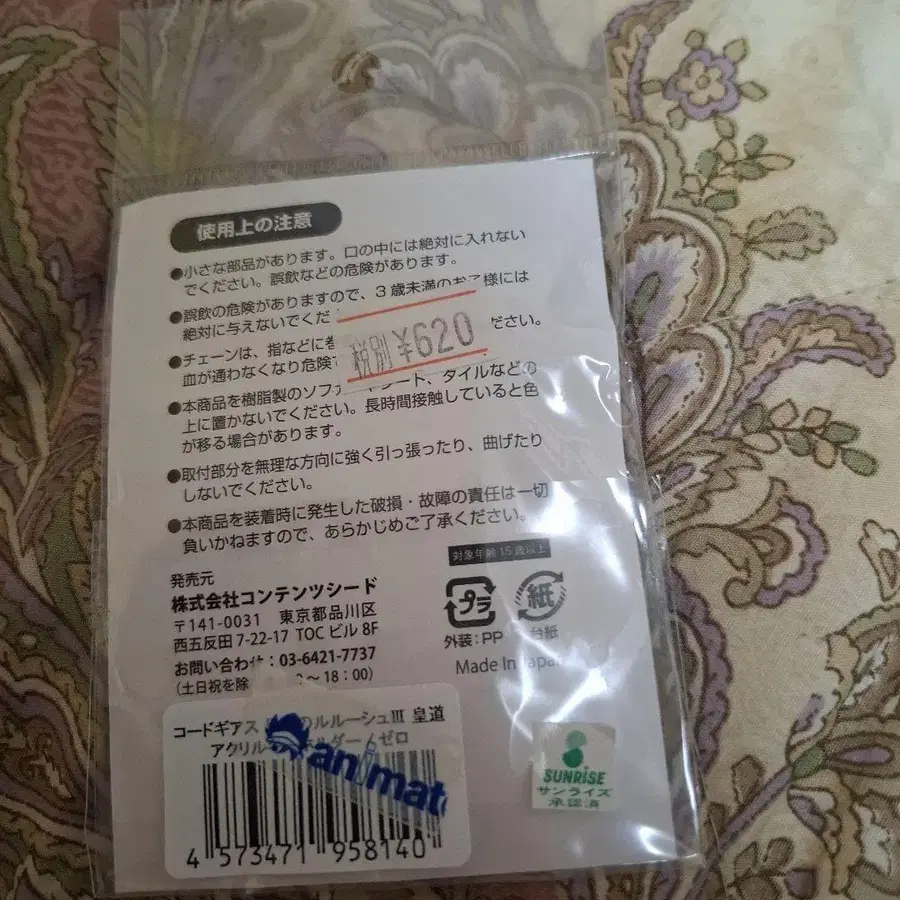 使用上の注意
●小さな部品があります。口の中には絶対に入れない
でください。誤飲などの危険があります。
●誤飲の危険がありますので、3歳未満のお子様には
絶対に与えないでくだ
税別 ¥620
ださい。
●チェーンは、指などに
血が通わなくなり危険
●本商品を樹脂製のソファ シート、タイルなどの
上に置かないでください。長時間接触していると色
が移る場合があります。
●取付部分を無理な方向に強く引っ張ったり、曲げたり
しないでください。
●本商品を装着時に発生した破損・故障の責任は一切
負いかねますので、あらかじめご了承ください。
対象年齢15歳以上
発売元
株式会社コンテンツシード
〒141-0031 東京都品川区
西五反田7-22-17 TOCビル8F
お問い合わせ:03-6421-7737
(土日祝を除 〜18:00)
プラ
外装:PP
紙
台紙
Made in Japan
コードギアス のルルーシュⅢ 皇道
アクリル ルダー/ゼロ
animat
4 573471 958140
SUNRISE
サンライズ
承認済